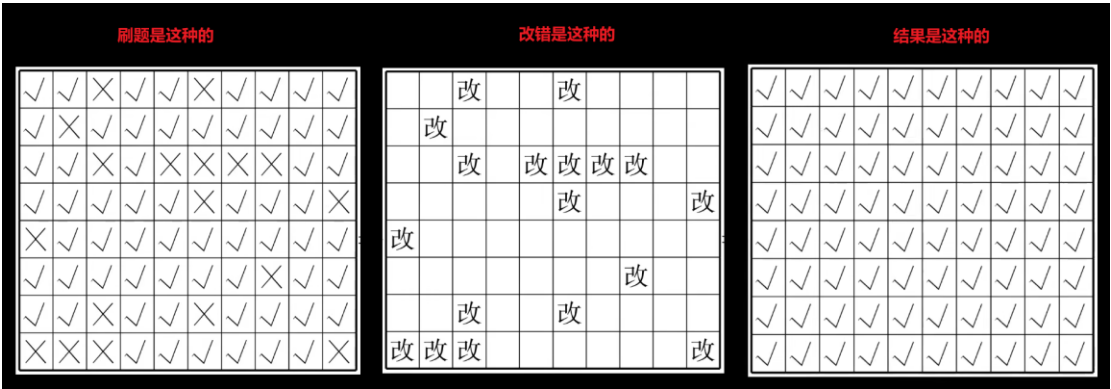 刷题是这种的
改错是这种的
结果是这种的
√ √ × √ √ × √ √ √ √
√ × √ √ √ √ √ √ √ √
√ √ × √ × × × × √ √
√ √ √ √ √ × √ √ √ ×
× √ √ √ √ √ √ √ √ √
√ √ √ √ √ √ √ × √ √
√ √ × √ √ × √ √ √ √
× × × √ √ √ √ √ √ ×
改 改
改
改 改 改 改 改
改 改
改
改
改 改
改 改 改 改
√ √ √ √ √ √ √ √ √ √
√ √ √ √ √ √ √ √ √ √
√ √ √ √ √ √ √ √ √ √
√ √ √ √ √ √ √ √ √ √
√ √ √ √ √ √ √ √ √ √
√ √ √ √ √ √ √ √ √ √
√ √ √ √ √ √ √ √ √ √
√ √ √ √ √ √ √ √ √ √